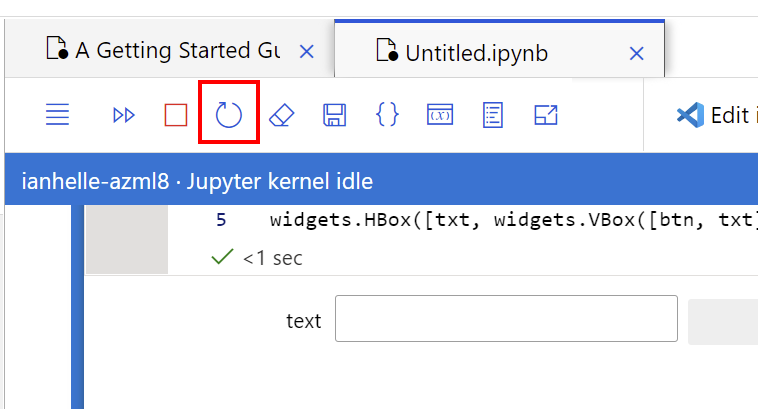 A Getting Started Gu
Untitled.ipynb
{} (x) Edit
ianhelle-azml8 · Jupyter kernel idle
5 widgets.HBox([txt, widgets.VBox([btn, txt]
<1 sec
text